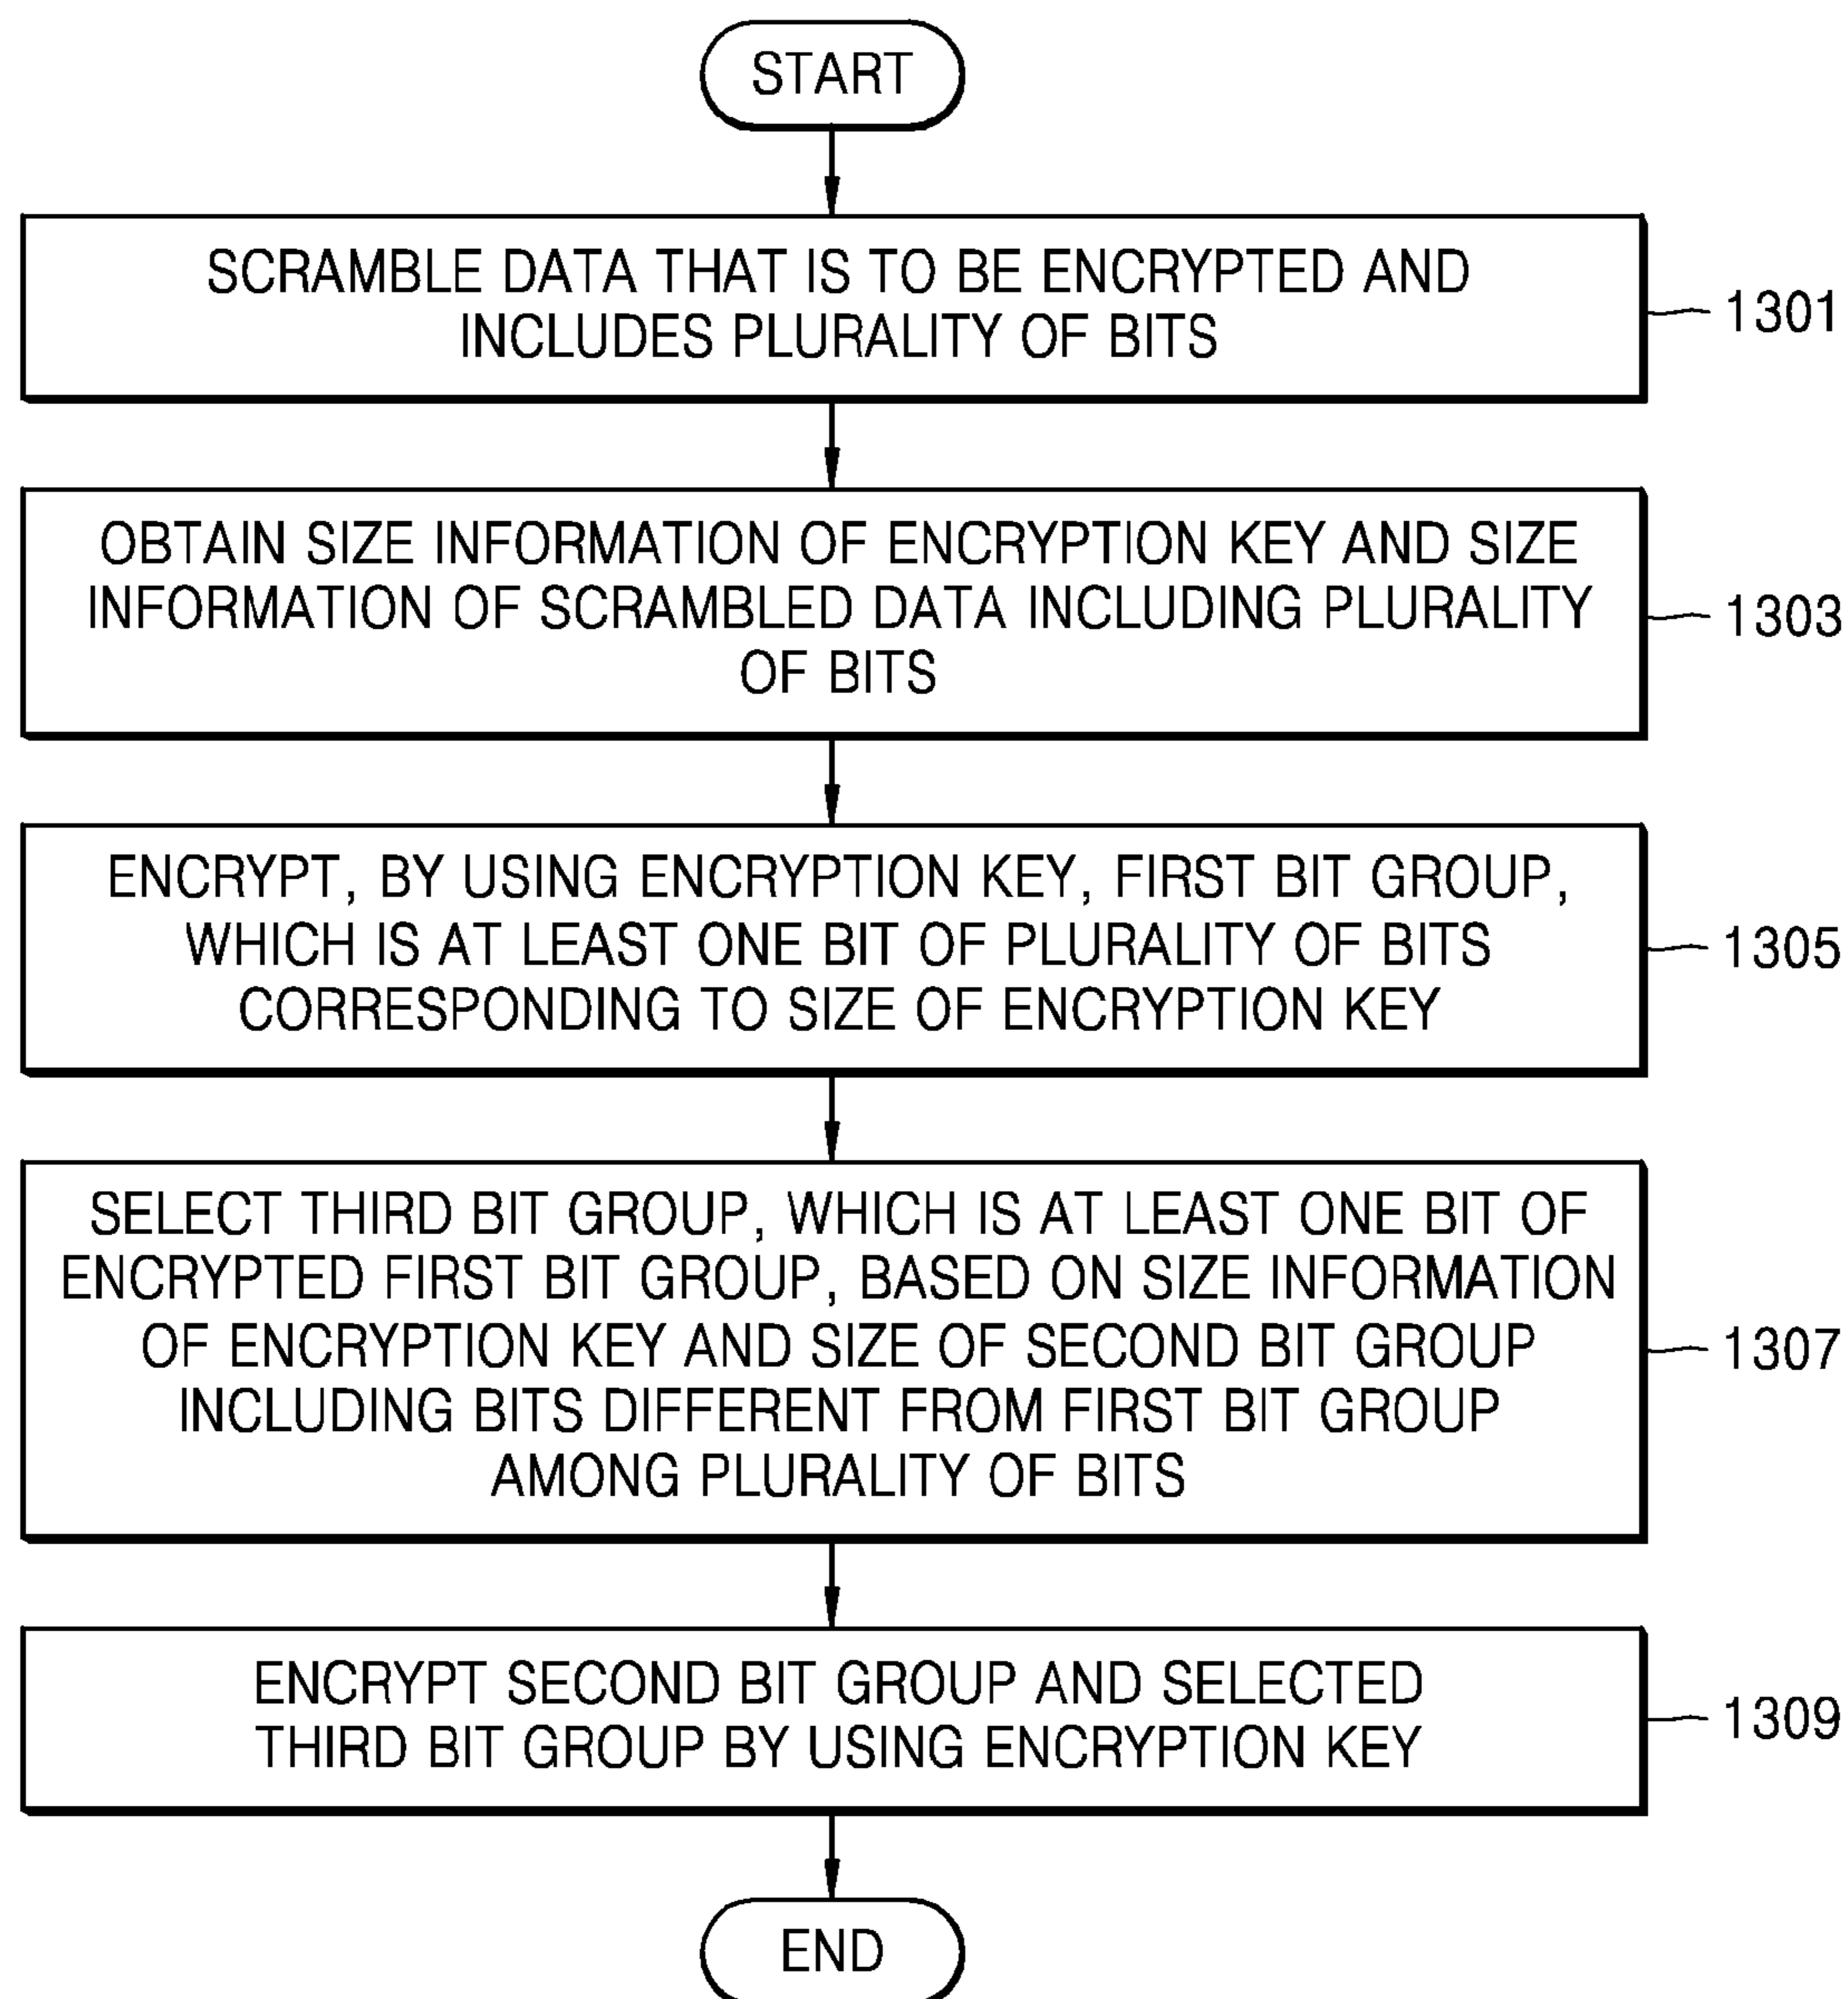 START
SCRAMBLE DATA THAT IS TO BE ENCRYPTED AND
INCLUDES PLURALITY OF BITS
1301
OBTAIN SIZE INFORMATION OF ENCRYPTION KEY AND SIZE
INFORMATION OF SCRAMBLED DATA INCLUDING PLURALITY
OF BITS
1303
ENCRYPT, BY USING ENCRYPTION KEY, FIRST BIT GROUP,
WHICH IS AT LEAST ONE BIT OF PLURALITY OF BITS
CORRESPONDING TO SIZE OF ENCRYPTION KEY
1305
SELECT THIRD BIT GROUP, WHICH IS AT LEAST ONE BIT OF
ENCRYPTED FIRST BIT GROUP, BASED ON SIZE INFORMATION
OF ENCRYPTION KEY AND SIZE OF SECOND BIT GROUP
INCLUDING BITS DIFFERENT FROM FIRST BIT GROUP
AMONG PLURALITY OF BITS
1307
ENCRYPT SECOND BIT GROUP AND SELECTED
THIRD BIT GROUP BY USING ENCRYPTION KEY
1309
END